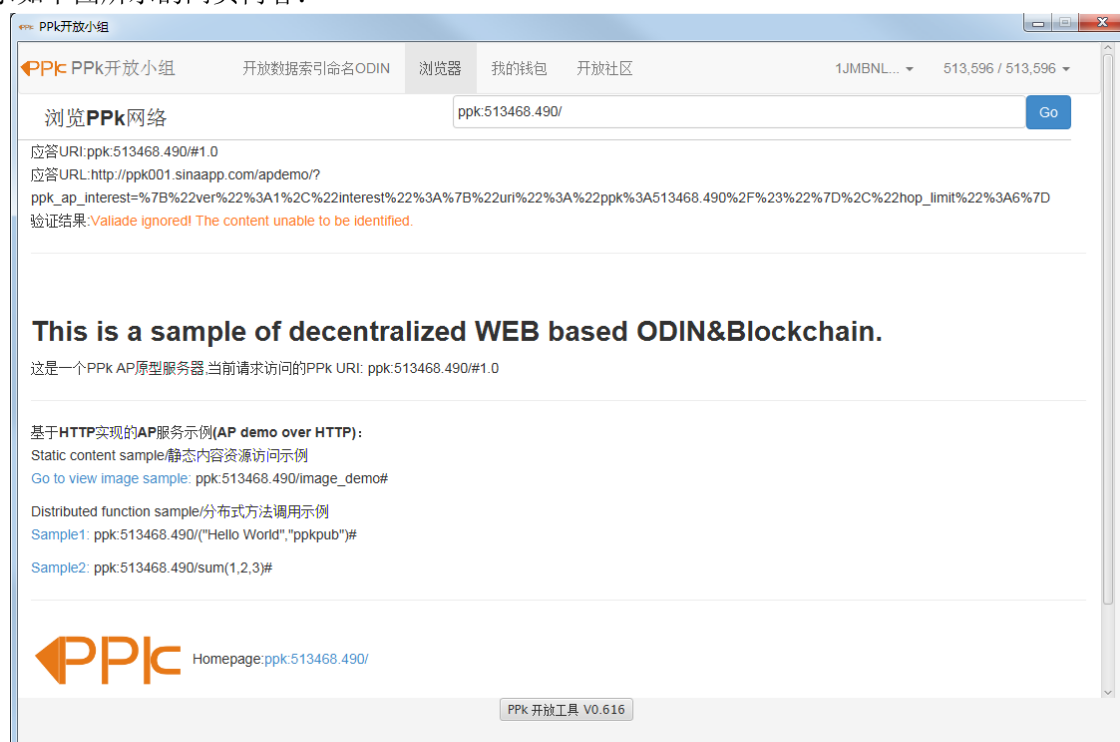 PPk开放小组
PPk PPk开放小组 开放数据索引命名ODIN 浏览器 我的钱包 开放社区 1JMBNL... 513,596 / 513,596
浏览PPk网络 ppk:513468.490/ Go
应答URI:ppk:513468.490/#1.0
应答URL:http://ppk001.sinaapp.com/apdemo/?
ppk_ap_interest=%7B%22ver%22%3A1%2C%22interest%22%3A%7B%22uri%22%3A%22ppk%3A513468.490%2F%23%22%7D%2C%22hop_limit%22%3A6%7D
验证结果:Valiade ignored! The content unable to be identified.
This is a sample of decentralized WEB based ODIN&Blockchain.
这是一个PPk AP原型服务器,当前请求访问的PPk URI: ppk:513468.490/#1.0
基于HTTP实现的AP服务示例(AP demo over HTTP)：
Static content sample/静态内容资源访问示例
Go to view image sample: ppk:513468.490/image_demo#
Distributed function sample/分布式方法调用示例
Sample1: ppk:513468.490/("Hello World","ppkpub")#
Sample2: ppk:513468.490/sum(1,2,3)#
PPk Homepage:ppk:513468.490/
PPk 开放工具 V0.616